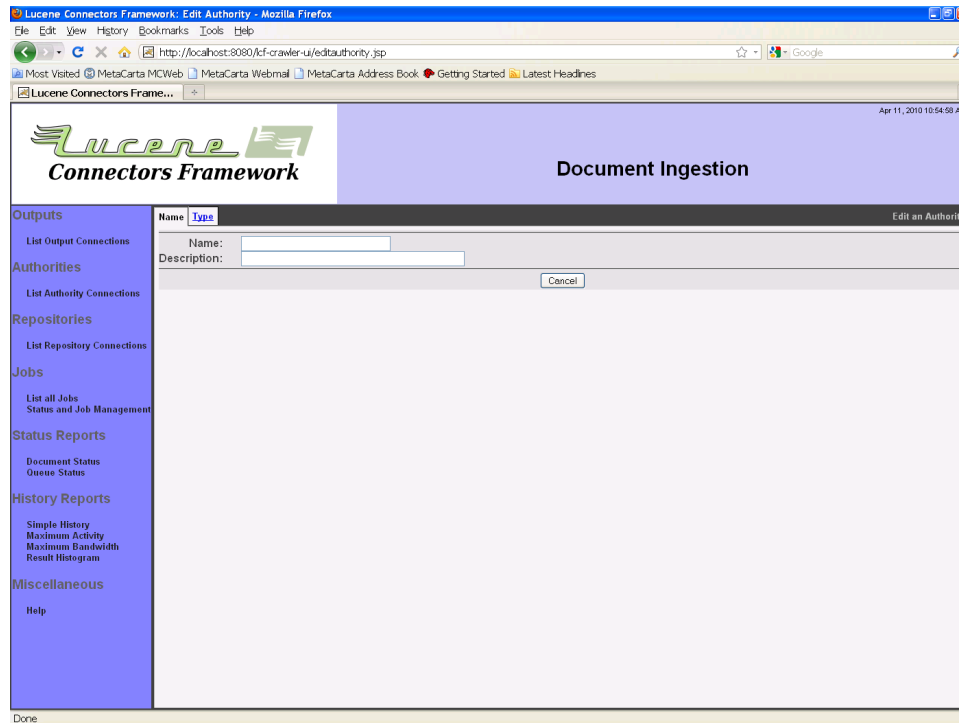 Lucene Connectors Framework: Edit Authority - Mozilla Firefox
File Edit View History Bookmarks Tools Help
http://localhost:8080/lcf-crawler-ui/editauthority.jsp
Google
Most Visited MetaCarta MCWeb MetaCarta Webmail MetaCarta Address Book Getting Started Latest Headlines
Lucene Connectors Frame...
Apr 11, 2010 10:54:58 A
Lucene
Connectors Framework
Document Ingestion
Outputs
List Output Connections
Authorities
List Authority Connections
Repositories
List Repository Connections
Jobs
List all Jobs
Status and Job Management
Status Reports
Document Status
Queue Status
History Reports
Simple History
Maximum Activity
Maximum Bandwidth
Result Histogram
Miscellaneous
Help
Name Type
Edit an Authorit
Name:
Description:
Cancel
Done